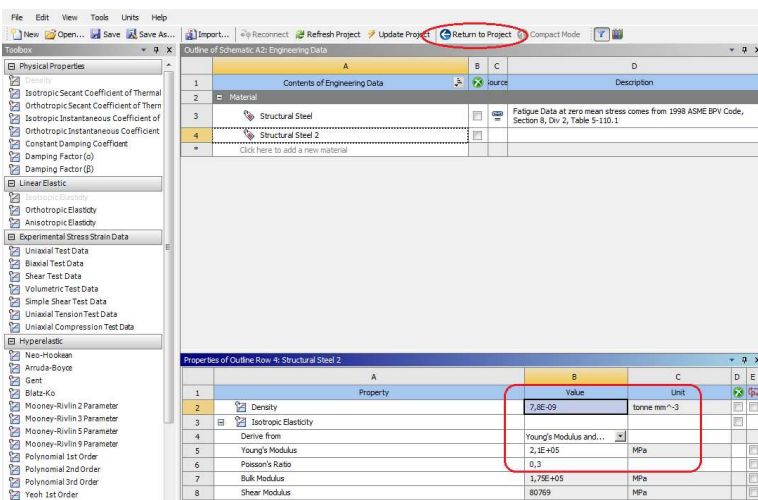 File Edit View Tools Units Help
New Open... Save Save As... Import... Reconnect Refresh Project Update Project Return to Project Compact Mode
Toolbox
Outline of Schematic A2: Engineering Data
Physical Properties
Density
Isotropic Secant Coefficient of Thermal
Orthotropic Secant Coefficient of Therm
Isotropic Instantaneous Coefficient of
Orthotropic Instantaneous Coefficient
Constant Damping Coefficient
Damping Factor (α)
Damping Factor (β)
Linear Elastic
Isotropic Elasticity
Orthotropic Elasticity
Anisotropic Elasticity
Experimental Stress Strain Data
Uniaxial Test Data
Biaxial Test Data
Shear Test Data
Volumetric Test Data
Simple Shear Test Data
Uniaxial Tension Test Data
Uniaxial Compression Test Data
Hyperelastic
Neo-Hookean
Arruda-Boyce
Gent
Blatz-Ko
Mooney-Rivlin 2 Parameter
Mooney-Rivlin 3 Parameter
Mooney-Rivlin 5 Parameter
Mooney-Rivlin 9 Parameter
Polynomial 1st Order
Polynomial 2nd Order
Polynomial 3rd Order
Yeoh 1st Order
A B C D
1 Contents of Engineering Data Source Description
2 Material
3 Structural Steel Fatigue Data at zero mean stress comes from 1998 ASME BPV Code,
Section 8, Div 2, Table 5-110.1
4 Structural Steel 2
* Click here to add a new material
Properties of Outline Row 4: Structural Steel 2
A B C D E
1 Property Value Unit
2 Density 7,8E-09 tonne mm^-3
3 Isotropic Elasticity
4 Derive from Young's Modulus and...
5 Young's Modulus 2,1E+05 MPa
6 Poisson's Ratio 0,3
7 Bulk Modulus 1,75E+05 MPa
8 Shear Modulus 80769 MPa